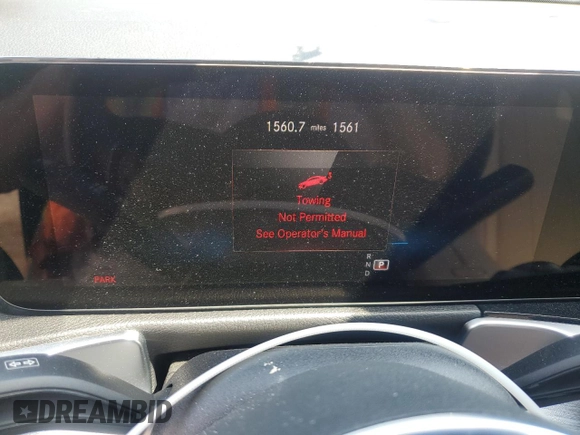 1560.7 miles 1561
Towing
Not Permitted
See Operator's Manual
R
N P
D
PARK
DREAMBID